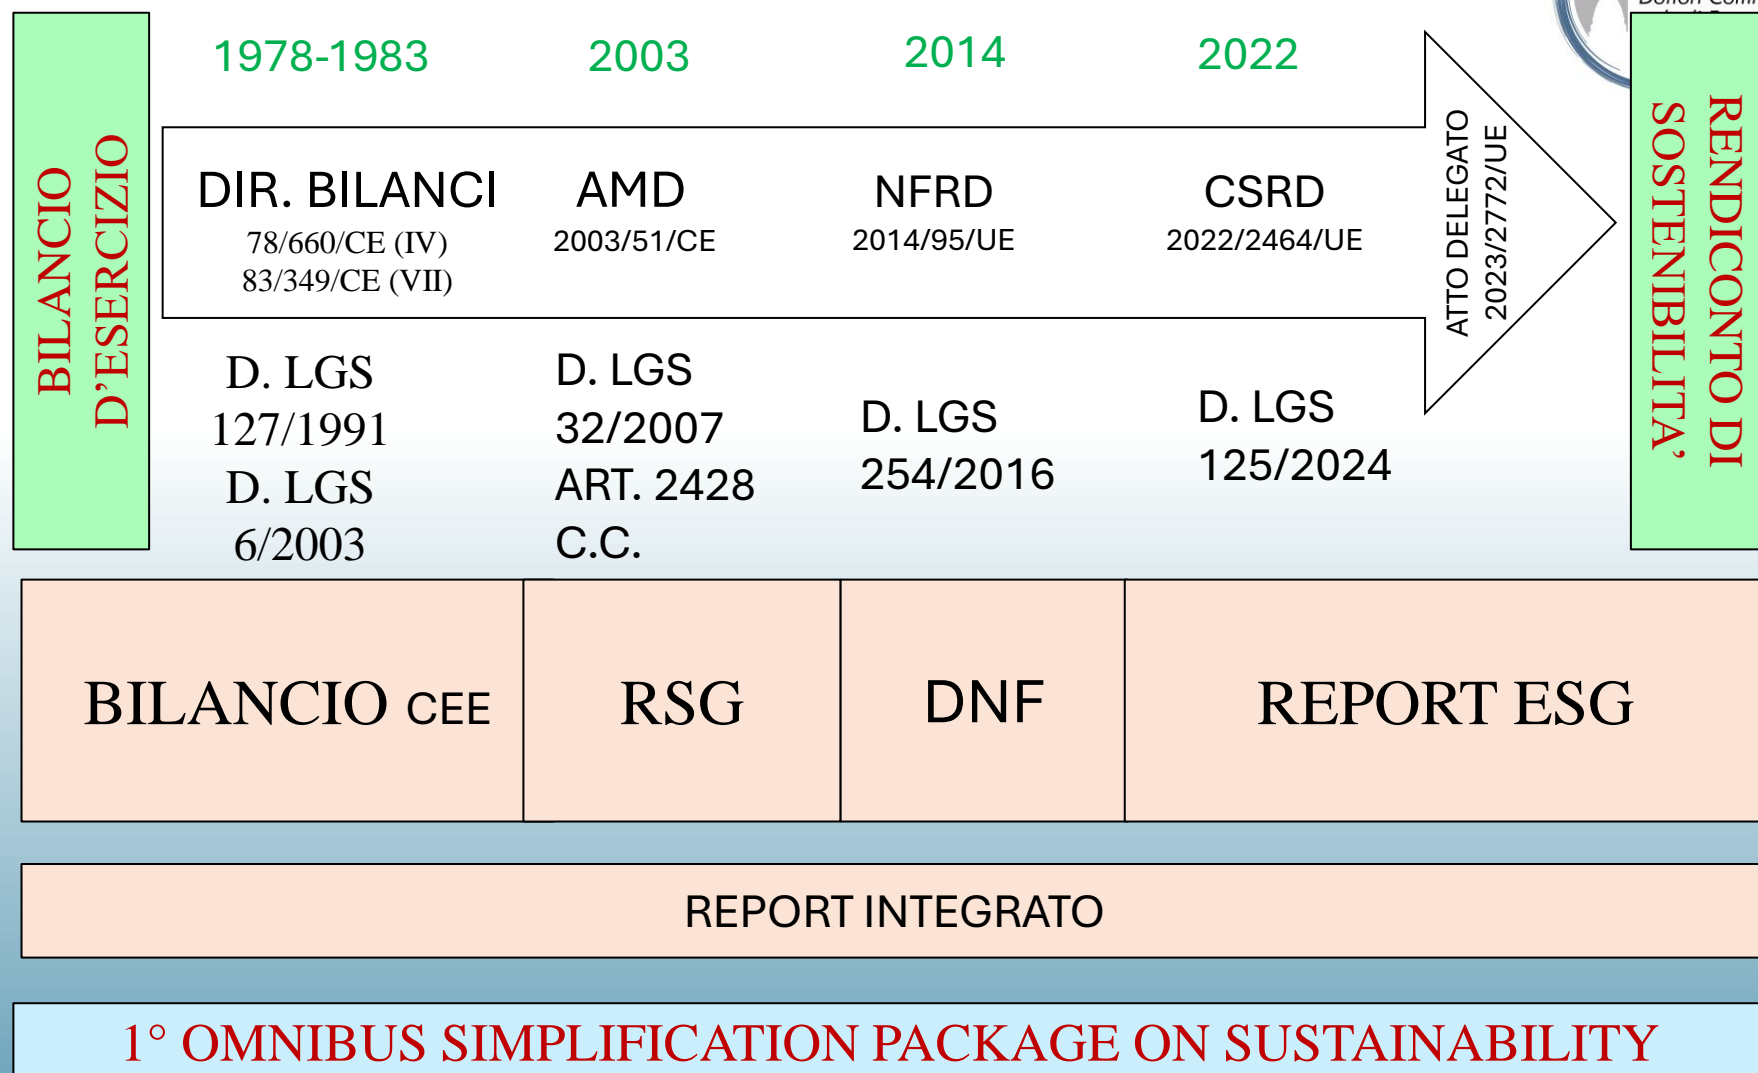 1978-1983
2003
2014
2022
BILANCIO
D’ESERCIZIO
DIR. BILANCI
78/660/CE (IV)
83/349/CE (VII)
AMD
2003/51/CE
NFRD
2014/95/UE
CSRD
2022/2464/UE
ATTO DELEGATO
2023/2772/UE
RENDICONTO DI
SOSTENIBILITA’
D. LGS
127/1991
D. LGS
6/2003
D. LGS
32/2007
ART. 2428
C.C.
D. LGS
254/2016
D. LGS
125/2024
BILANCIO CEE
RSG
DNF
REPORT ESG
REPORT INTEGRATO
1° OMNIBUS SIMPLIFICATION PACKAGE ON SUSTAINABILITY